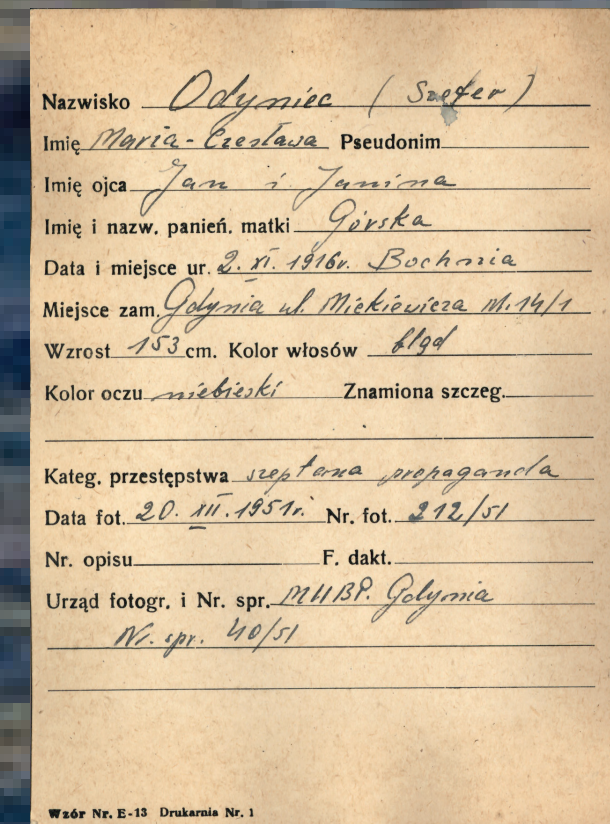 Nazwisko Odyniec (Szefer)
Imię Maria-Czesława Pseudonim
Imię ojca Jan i Janina
Imię i nazw. panień. matki Górska
Data i miejsce ur. 2. XI. 1916r. Bochnia
Miejsce zam. Gdynia ul. Mickiewicza M. 14/1
Wzrost 153 cm. Kolor włosów bląd
Kolor oczu niebieski Znamiona szczeg.
Kateg. przestępstwa szeptana propaganda
Data fot. 20. XII. 1951r. Nr. fot. 212/51
Nr. opisu F. dakt.
Urząd fotogr. i Nr. spr. MUBP. Gdynia
Nr. spr. 40/51
Wzór Nr. E-13 Drukarnia Nr. 1